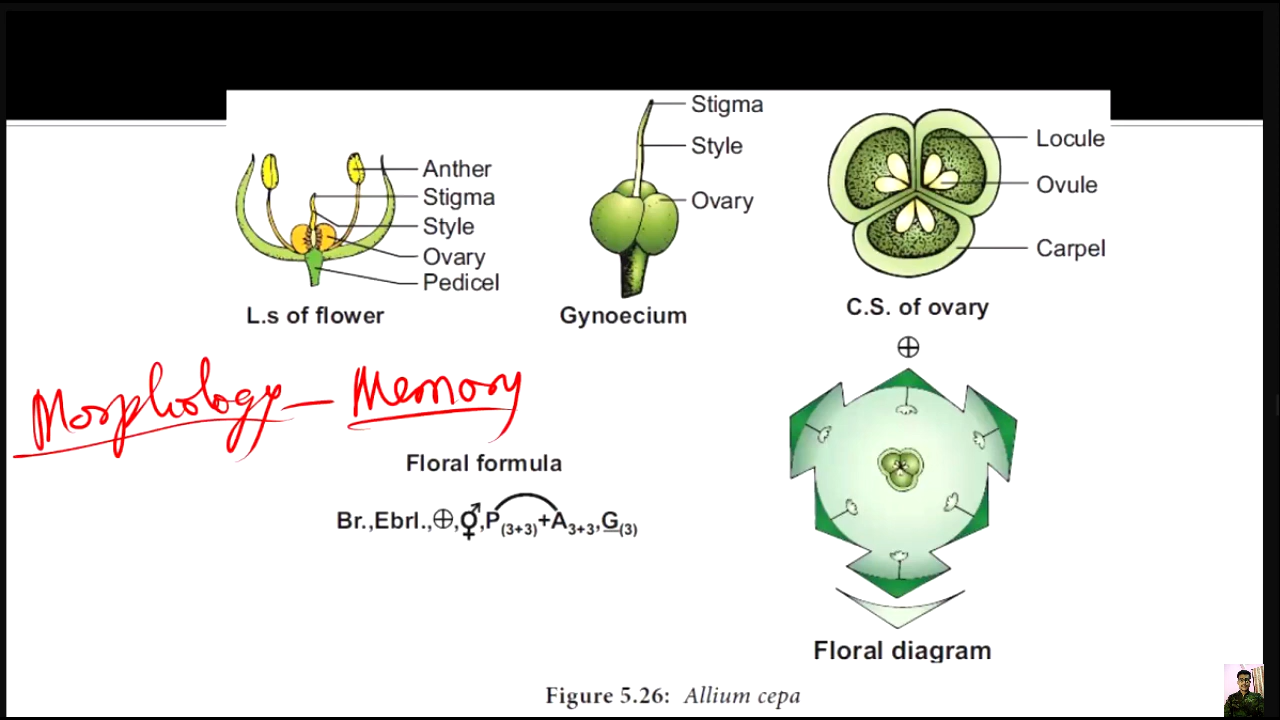 Anther
Stigma
Style
Ovary
Pedicel
L.s of flower
Stigma
Style
Ovary
Gynoecium
Locule
Ovule
Carpel
C.S. of ovary
Morphology - Memory
Floral formula
Br.,Ebrl.,⊕,⚥,P(3+3)+A3+3,G(3)
⊕
Floral diagram
Figure 5.26: Allium cepa